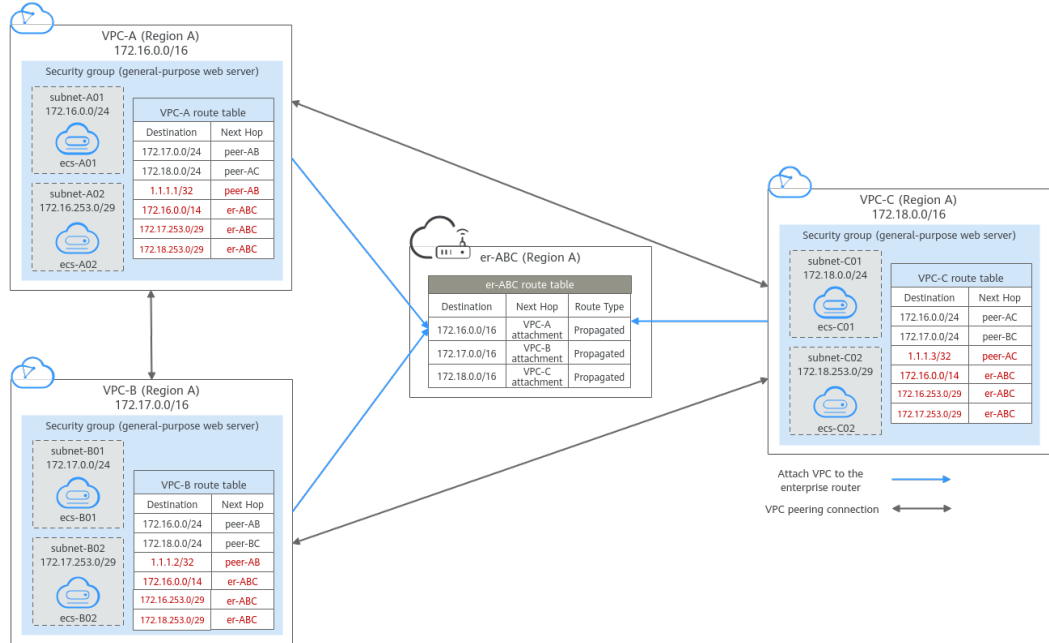 VPC-A (Region A)
172.16.0.0/16
Security group (general-purpose web server)
subnet-A01
172.16.0.0/24
ecs-A01
subnet-A02
172.16.253.0/29
ecs-A02
VPC-A route table
Destination Next Hop
172.17.0.0/24 peer-AB
172.18.0.0/24 peer-AC
1.1.1.1/32 peer-AB
172.16.0.0/14 er-ABC
172.17.253.0/29 er-ABC
172.18.253.0/29 er-ABC
VPC-B (Region A)
172.17.0.0/16
Security group (general-purpose web server)
subnet-B01
172.17.0.0/24
ecs-B01
subnet-B02
172.17.253.0/29
ecs-B02
VPC-B route table
Destination Next Hop
172.16.0.0/24 peer-AB
172.18.0.0/24 peer-BC
1.1.1.2/32 peer-AB
172.16.0.0/14 er-ABC
172.16.253.0/29 er-ABC
172.18.253.0/29 er-ABC
er-ABC (Region A)
er-ABC route table
Destination Next Hop Route Type
172.16.0.0/16 VPC-A attachment Propagated
172.17.0.0/16 VPC-B attachment Propagated
172.18.0.0/16 VPC-C attachment Propagated
VPC-C (Region A)
172.18.0.0/16
Security group (general-purpose web server)
subnet-C01
172.18.0.0/24
ecs-C01
subnet-C02
172.18.253.0/29
ecs-C02
VPC-C route table
Destination Next Hop
172.16.0.0/24 peer-AC
172.17.0.0/24 peer-BC
1.1.1.3/32 peer-AC
172.16.0.0/14 er-ABC
172.16.253.0/29 er-ABC
172.17.253.0/29 er-ABC
Attach VPC to the
enterprise router
VPC peering connection